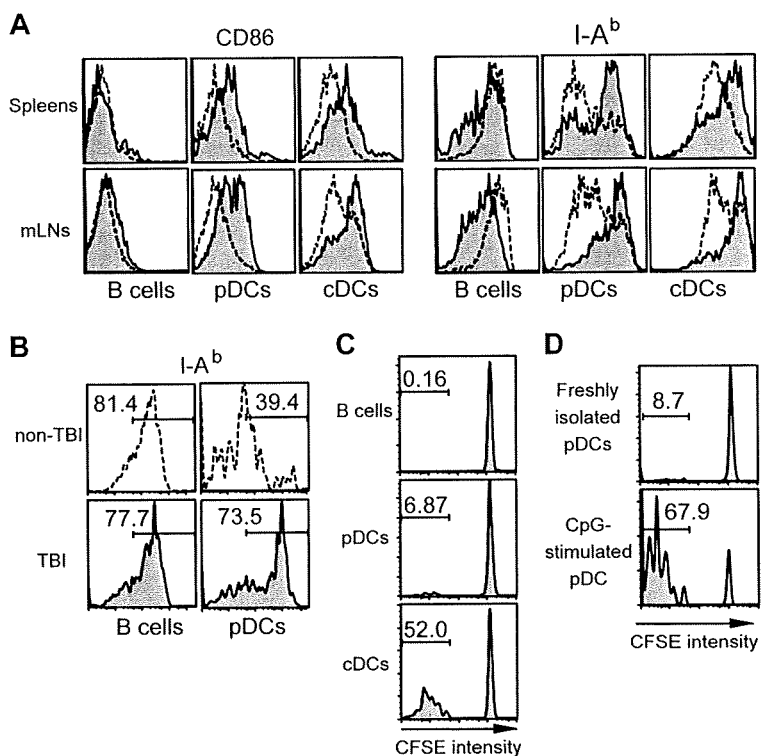 A
CD86
I-Ab
Spleens
mLNs
B cells
pDCs
cDCs
B cells
pDCs
cDCs
B
I-Ab
non-TBI
81.4
39.4
TBI
77.7
73.5
B cells
pDCs
C
B cells
0.16
pDCs
6.87
cDCs
52.0
CFSE intensity
D
Freshly
isolated
pDCs
8.7
CpG-
stimulated
pDC
67.9
CFSE intensity